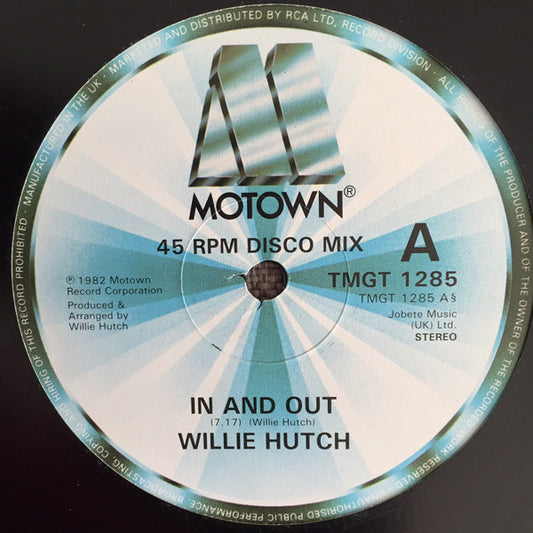 MANUFACTURED IN THE UK · MARKETED AND DISTRIBUTED BY RCA LTD. RECORD DIVISION · ALL RIGHTS OF THE PRODUCER AND OF THE OWNER OF THE RECORDED WORK RESERVED. UNAUTHORISED PUBLIC PERFORMANCE, BROADCASTING, COPYING AND HIRING OF THIS RECORD PROHIBITED ·
M
MOTOWN®
45 RPM DISCO MIX
A
℗ 1982 Motown
Record Corporation
Produced &
Arranged by
Willie Hutch
TMGT 1285
TMGT 1285 A§
Jobete Music
(UK) Ltd.
STEREO
IN AND OUT
(7.17) (Willie Hutch)
WILLIE HUTCH